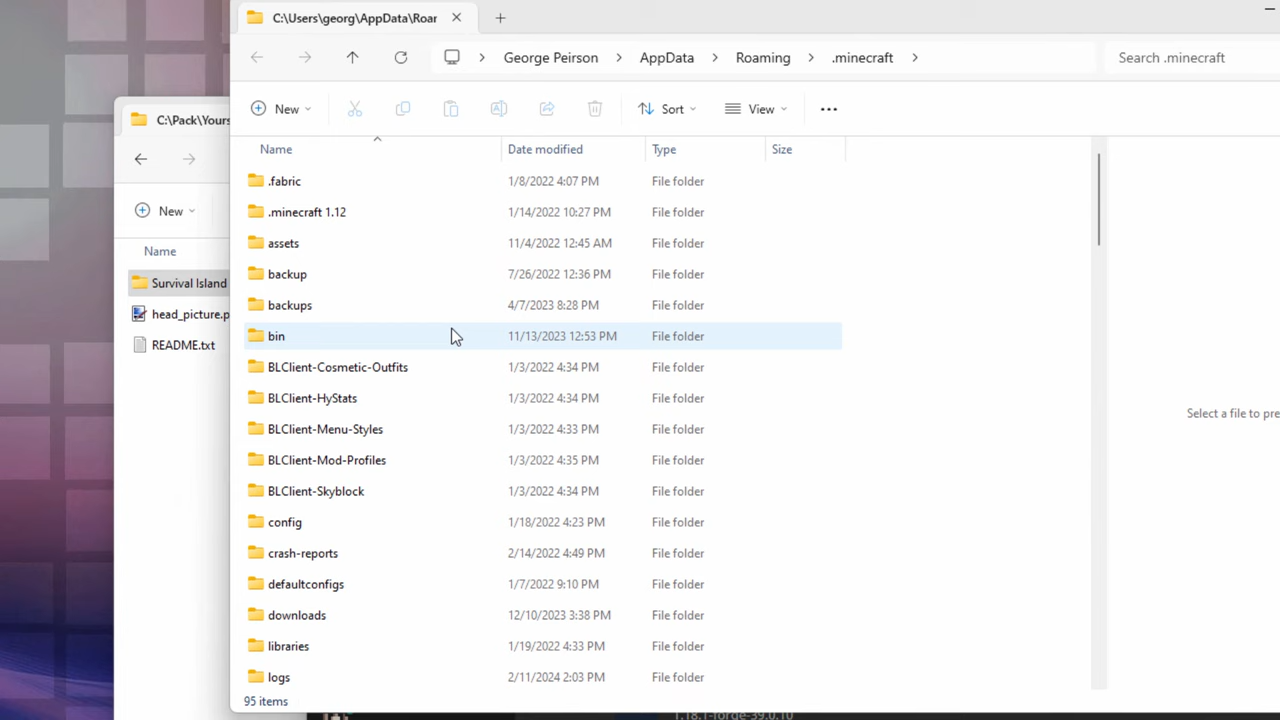 C:\Users\georg\AppData\Roar
George Peirson > AppData > Roaming > .minecraft >
Search .minecraft
New Sort View
Name Date modified Type Size
.fabric 1/8/2022 4:07 PM File folder
.minecraft 1.12 1/14/2022 10:27 PM File folder
assets 11/4/2022 12:45 AM File folder
backup 7/26/2022 12:36 PM File folder
backups 4/7/2023 8:28 PM File folder
bin 11/13/2023 12:53 PM File folder
BLClient-Cosmetic-Outfits 1/3/2022 4:34 PM File folder
BLClient-HyStats 1/3/2022 4:34 PM File folder
BLClient-Menu-Styles 1/3/2022 4:33 PM File folder
BLClient-Mod-Profiles 1/3/2022 4:35 PM File folder
BLClient-Skyblock 1/3/2022 4:34 PM File folder
config 1/18/2022 4:23 PM File folder
crash-reports 2/14/2022 4:49 PM File folder
defaultconfigs 1/7/2022 9:10 PM File folder
downloads 12/10/2023 3:38 PM File folder
libraries 1/19/2022 4:33 PM File folder
logs 2/11/2024 2:03 PM File folder
95 items
Select a file to pre
C:\Pack\Yours
New
Name
Survival Island
head_picture.p
README.txt
1.18.1-forge-39.0.10